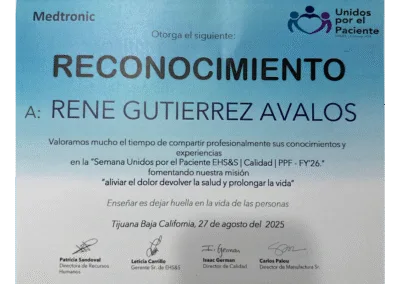 Medtronic
Unidos
por el
Paciente
Otorga el siguiente:
RECONOCIMIENTO
A: RENE GUTIERREZ AVALOS
Valoramos mucho el tiempo de compartir profesionalmente sus conocimientos y
experiencias
en la "Semana Unidos por el Paciente EHS&S | Calidad | PPF - FY'26."
fomentando nuestra misión
"aliviar el dolor devolver la salud y prolongar la vida"
Enseñar es dejar huella en la vida de las personas
Tijuana Baja California, 27 de agosto del 2025
Patricia Sandoval
Directora de Recursos
Humanos
Leticia Carrillo
Gerente Sr. de EHS&S
Isaac German
Director de Calidad
Carlos Palou
Director de Manufactura Sr.